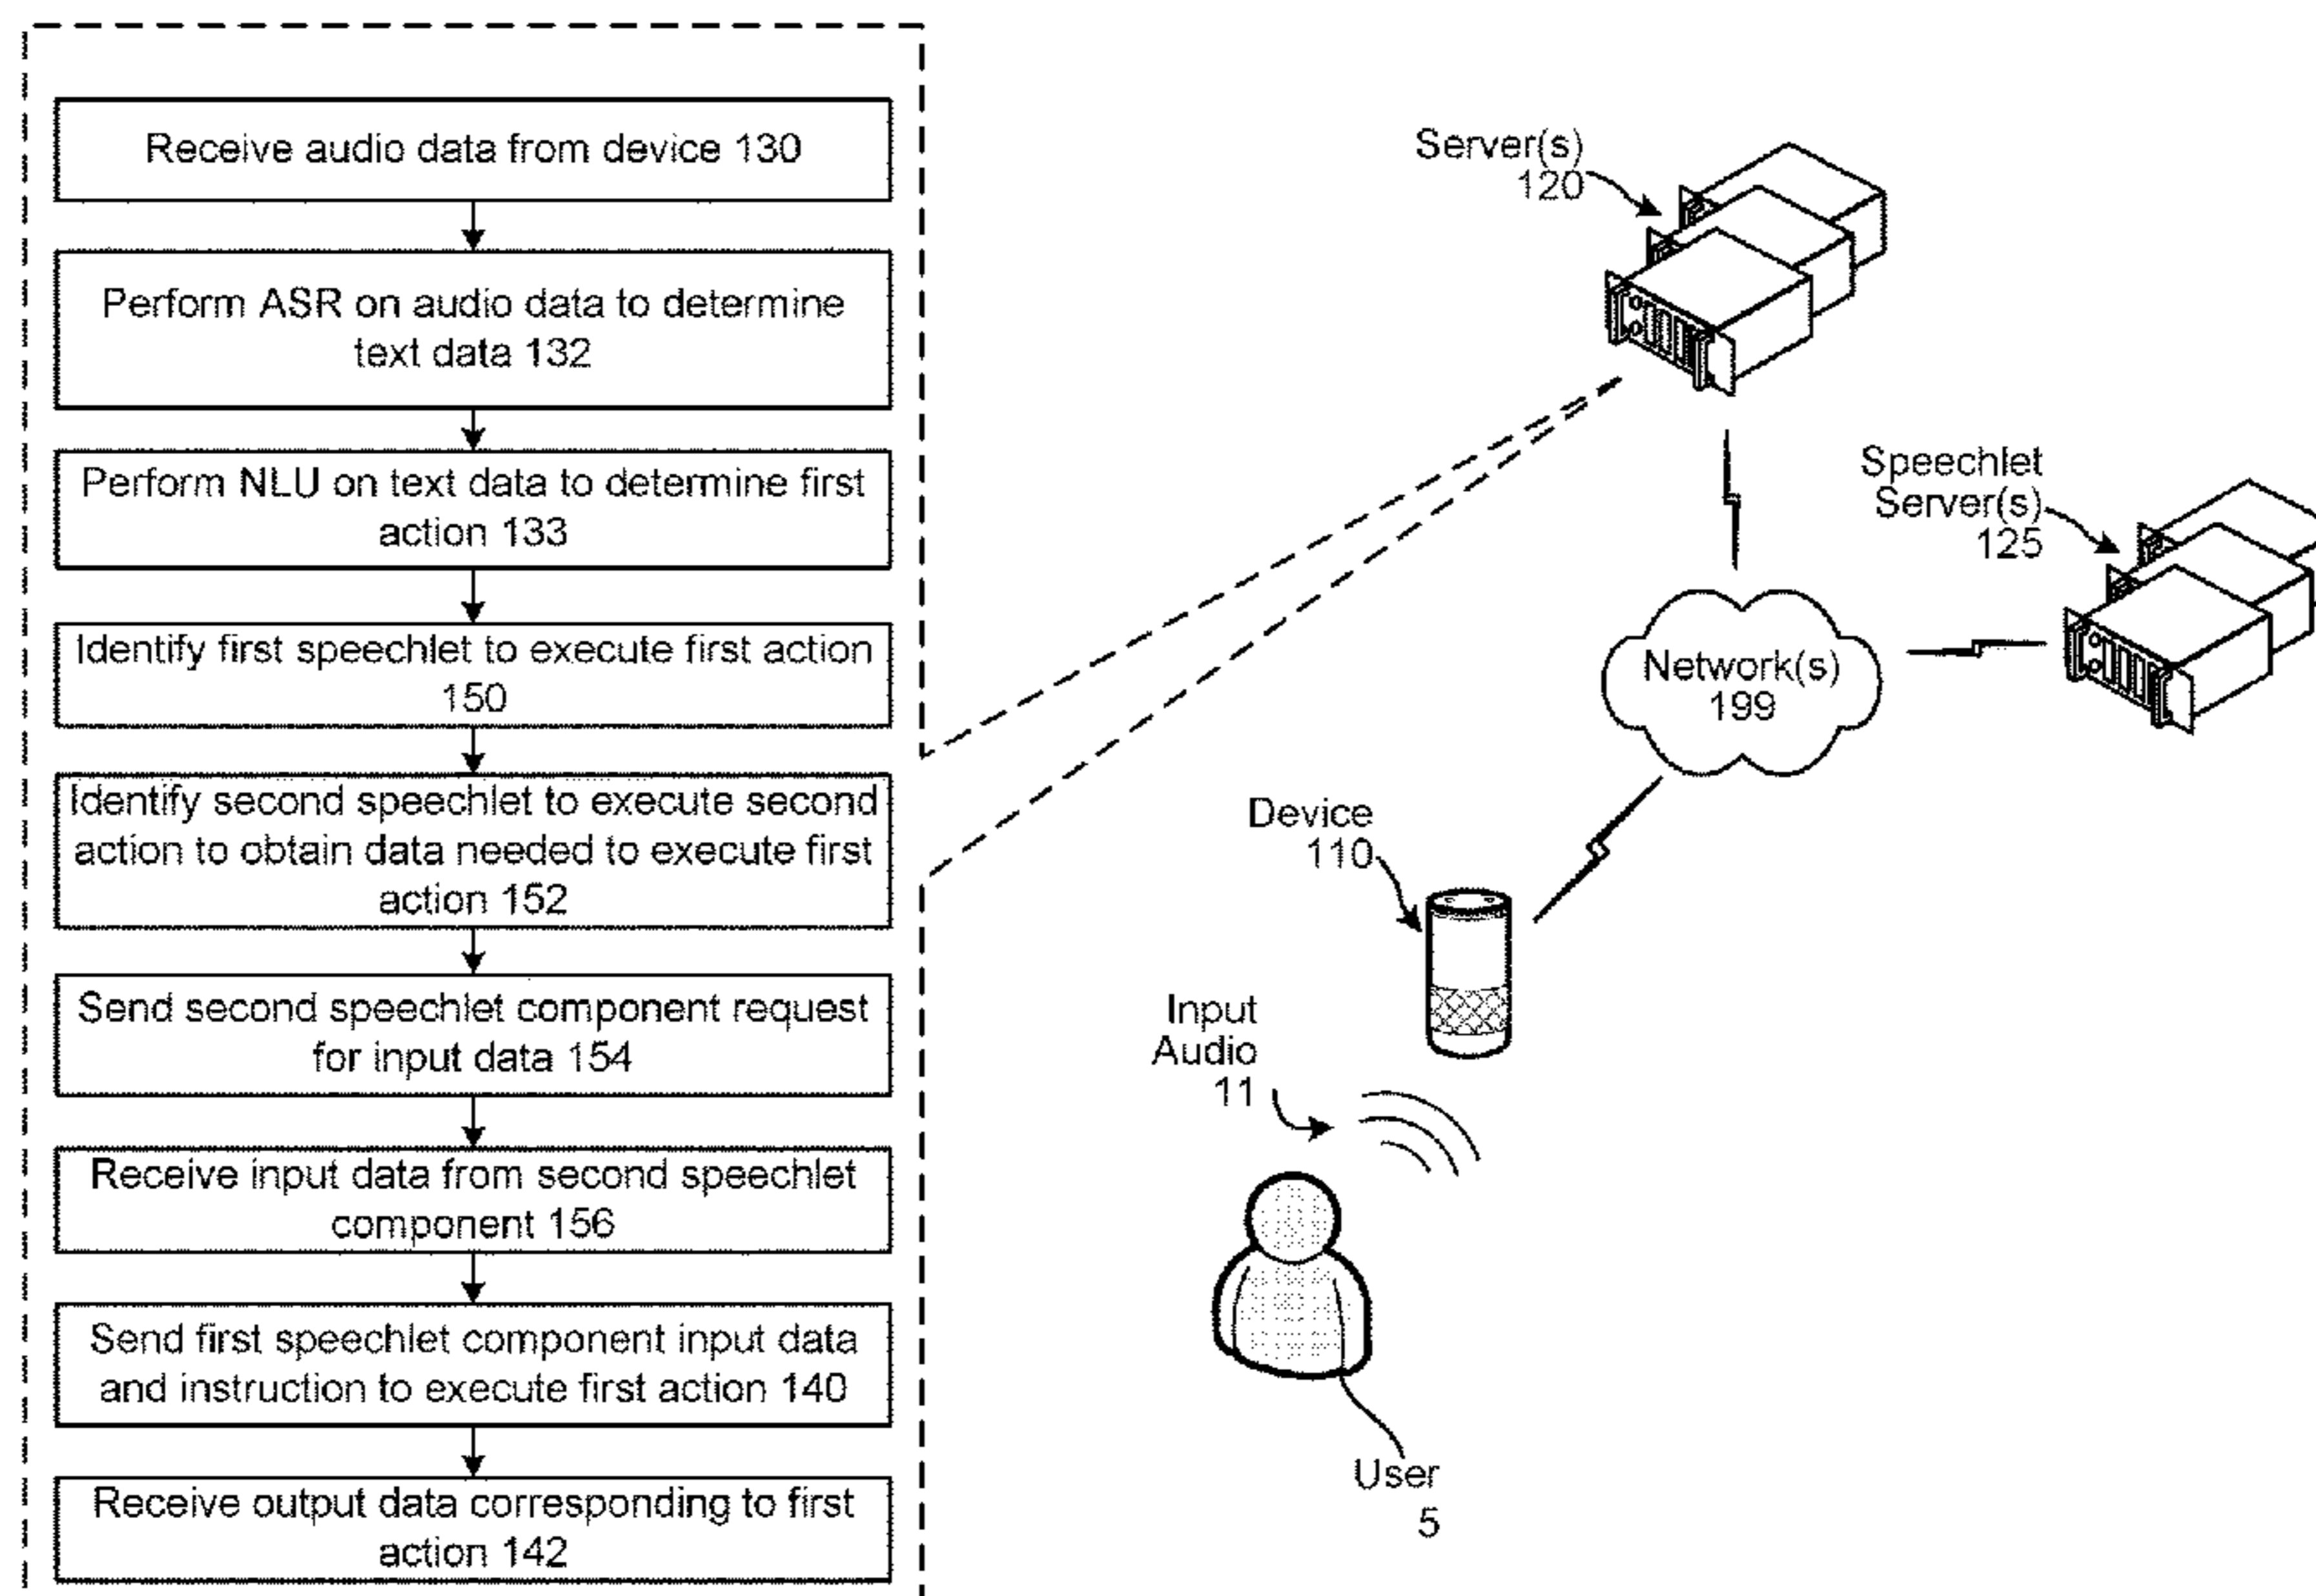 Receive audio data from device 130
Perform ASR on audio data to determine
text data 132
Perform NLU on text data to determine first
action 133
Identify first speechlet to execute first action
150
Identify second speechlet to execute second
action to obtain data needed to execute first
action 152
Send second speechlet component request
for input data 154
Receive input data from second speechlet
component 156
Send first speechlet component input data
and instruction to execute first action 140
Receive output data corresponding to first
action 142
Server(s)
120
Speechlet
Server(s)
125
Network(s)
199
Device
110
Input
Audio
11
User
5